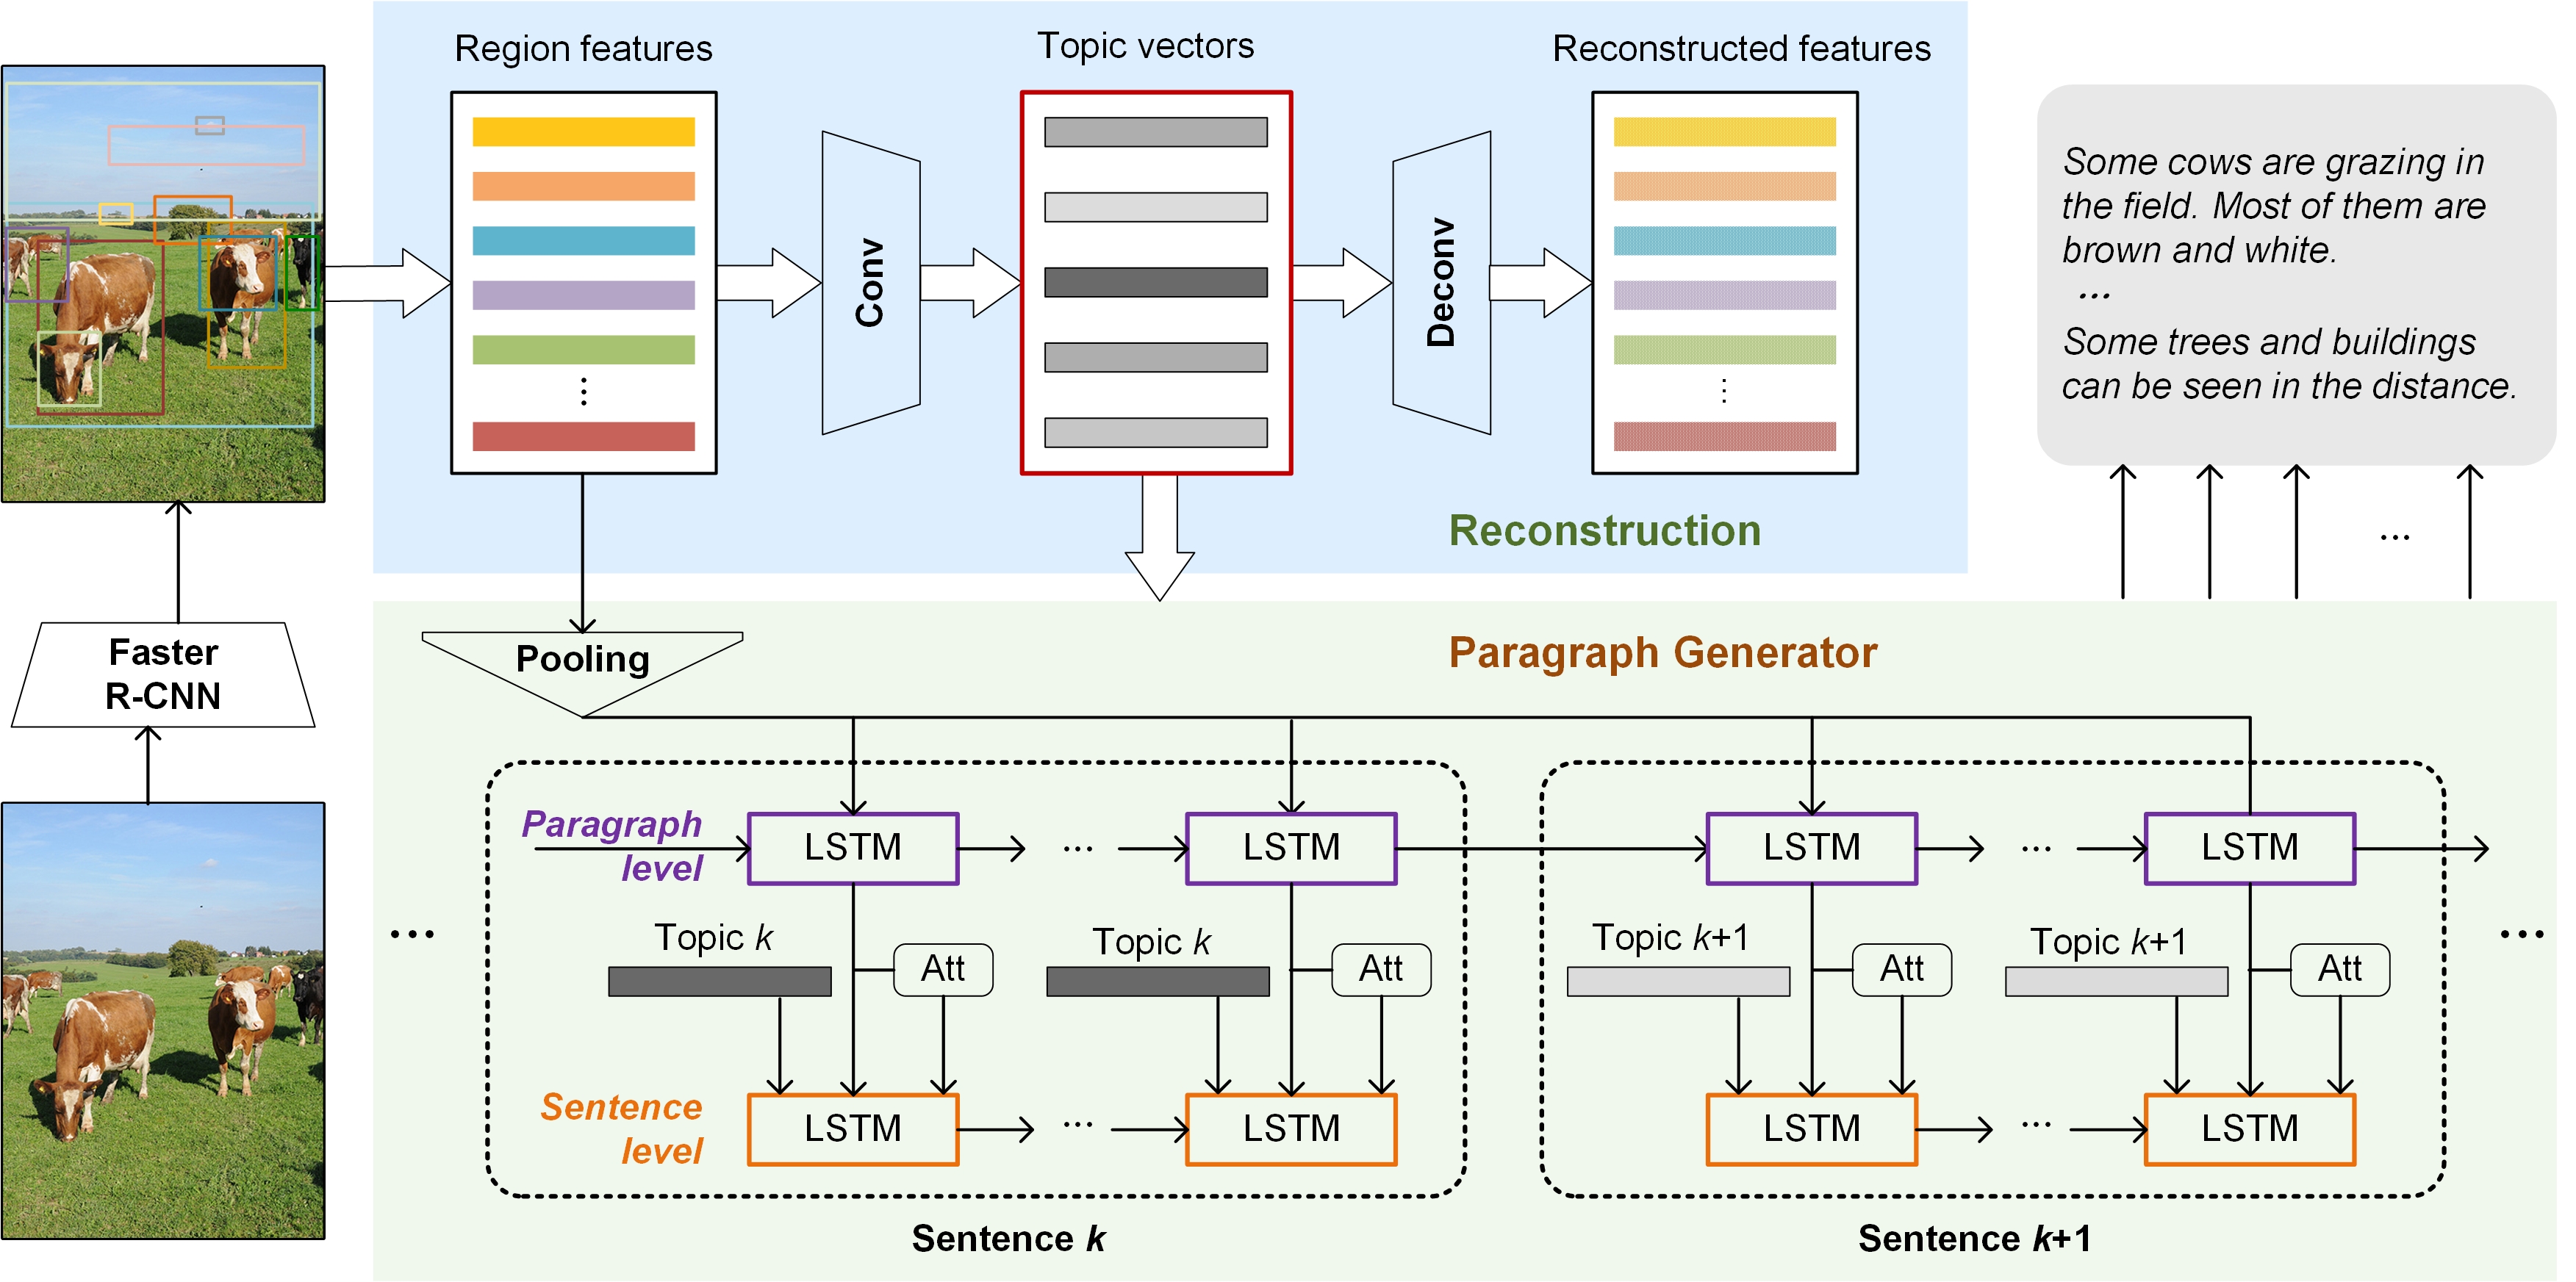 Region features
Topic vectors
Reconstructed features
Conv
Deconv
Some cows are grazing in
the field. Most of them are
brown and white.
...
Some trees and buildings
can be seen in the distance.
Reconstruction
...
Faster
R-CNN
Pooling
Paragraph Generator
Paragraph
level
LSTM
...
LSTM
LSTM
...
LSTM
...
Topic k
Att
Topic k
Att
Topic k+1
Att
Topic k+1
Att
...
Sentence
level
LSTM
...
LSTM
LSTM
...
LSTM
Sentence k
Sentence k+1